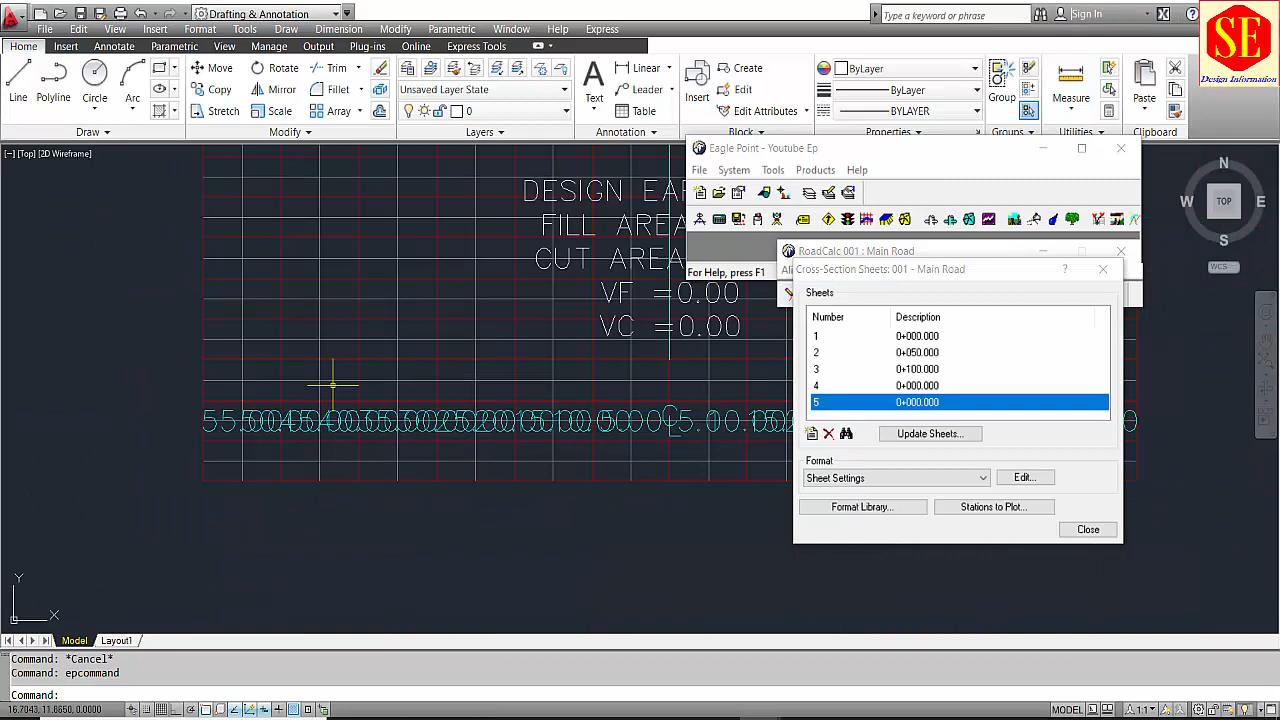 Drafting & Annotation
Type a keyword or phrase
Sign In
SE
Design Information
File Edit View Insert Format Tools Draw Dimension Modify Parametric Window Help Express
Home Insert Annotate Parametric View Manage Output Plug-ins Online Express Tools
Line
Polyline
Circle
Arc
Move
Rotate
Trim
Copy
Mirror
Fillet
Stretch
Scale
Array
Unsaved Layer State
0
Text
Linear
Leader
Table
Insert
Create
Edit
Edit Attributes
ByLayer
ByLayer
BYLAYER
Group
Measure
Paste
Draw
Modify
Layers
Annotation
Block
Properties
Groups
Utilities
Clipboard
[-] [Top] [2D Wireframe]
Eagle Point - Youtube Ep
File System Tools Products Help
For Help, press F1
RoadCalc 001 : Main Road
Cross-Section Sheets: 001 - Main Road
Sheets
Number Description
1 0+000.000
2 0+050.000
3 0+100.000
4 0+000.000
5 0+000.000
Update Sheets...
Format
Sheet Settings
Edit...
Format Library...
Stations to Plot...
Close
DESIGN EA
FILL AREA
CUT AREA
VF =0.00
VC =0.00
N
W TOP E
S
WCS
Y
X
Model Layout1
Command: *Cancel*
Command: epcommand
Command:
16.7043, 11.6650, 0.0000
MODEL
1:1